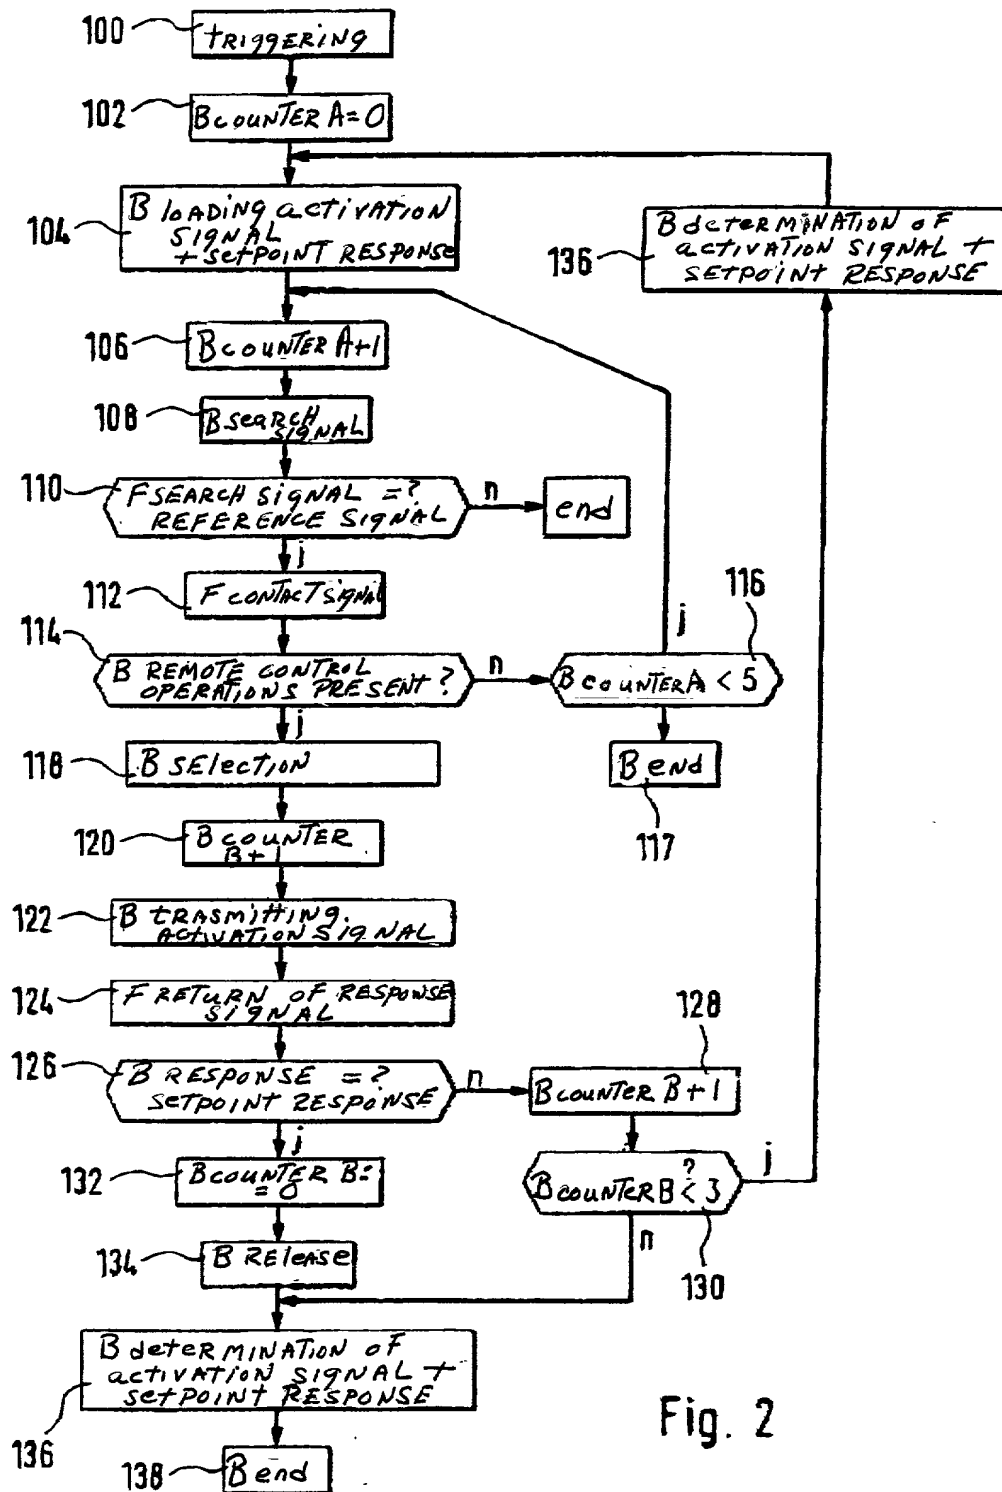 100
TRIGGERING
102
B COUNTER A = 0
104
B LOADING ACTIVATION
SIGNAL
+ SETPOINT RESPONSE
136
B DETERMINATION OF
ACTIVATION SIGNAL +
SETPOINT RESPONSE
106
B COUNTER A+1
108
B SEARCH
SIGNAL
110
F SEARCH SIGNAL =?
REFERENCE SIGNAL
n
end
j
112
F CONTACT SIGNAL
114
B REMOTE CONTROL
OPERATIONS PRESENT ?
n
j
116
B COUNTER A < 5
j
118
B SELECTION
B end
117
120
B COUNTER
B+1
122
B TRASMITTING
ACTIVATION SIGNAL
124
F RETURN OF RESPONSE
SIGNAL
126
B RESPONSE =?
SETPOINT RESPONSE
n
128
B COUNTER B+1
j
132
B COUNTER B:
= 0
?
B COUNTER B < 3
j
n
130
134
B RELEASE
136
B DETERMINATION OF
ACTIVATION SIGNAL +
SETPOINT RESPONSE
138
B end
Fig. 2